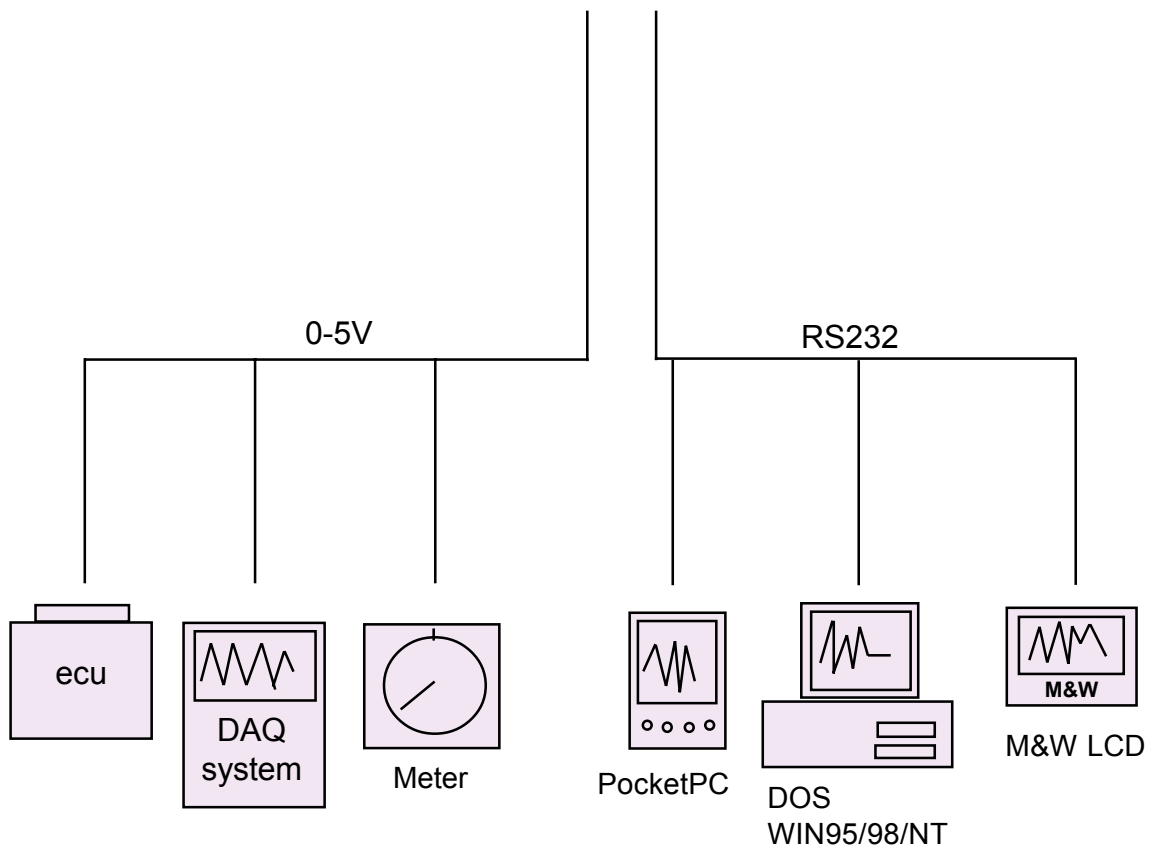 0-5V
RS232
ecu
DAQ
system
Meter
PocketPC
DOS
WIN95/98/NT
M&W
M&W LCD